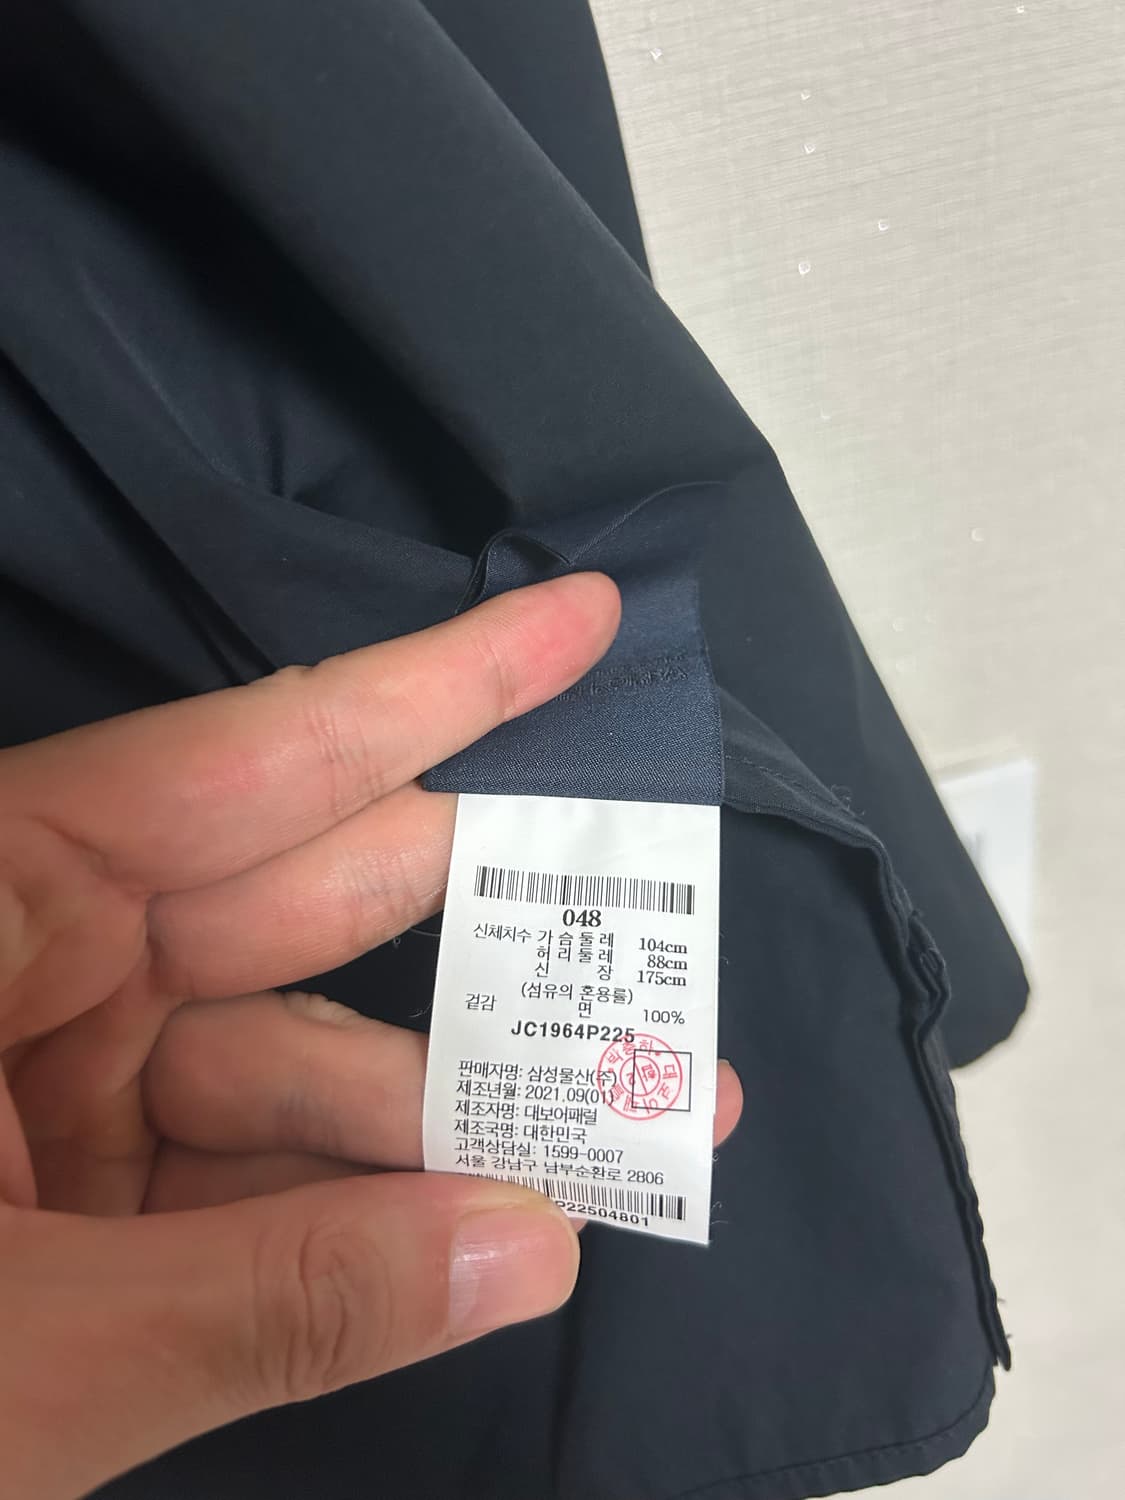 048
신체치수 가슴둘레 104cm
허리둘레 88cm
신 장 175cm
(섬유의 혼용률)
겉감 면 100%
JC1964P225
판매자명: 삼성물산(주)
제조년월: 2021.09(01)
제조자명: 대보어패럴
제조국명: 대한민국
고객상담실: 1599-0007
서울 강남구 남부순환로 2806
P22504801